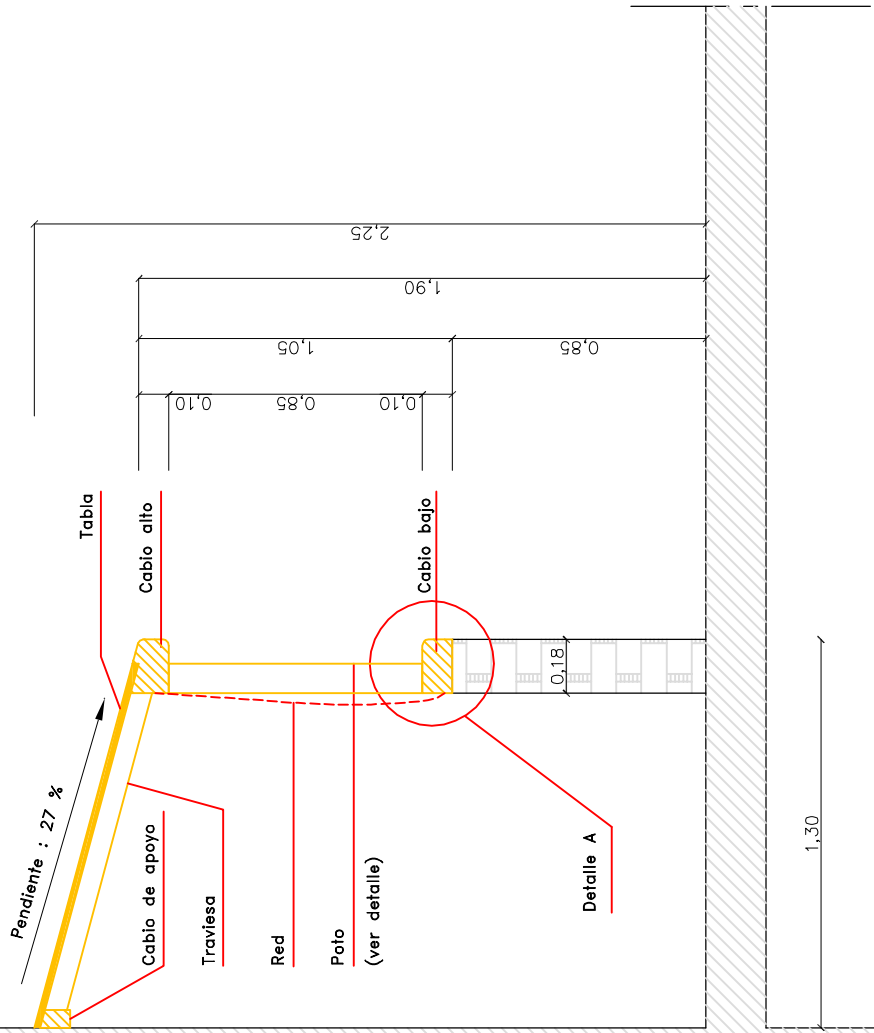 2,25
1,90
1,05
0,85
0,10
0,85
0,10
Tabla
Cabio alto
Cabio bajo
0,18
Pendiente : 27 %
Cabio de apoyo
Traviesa
Red
Poto
(ver detalle)
Detalle A
1,30